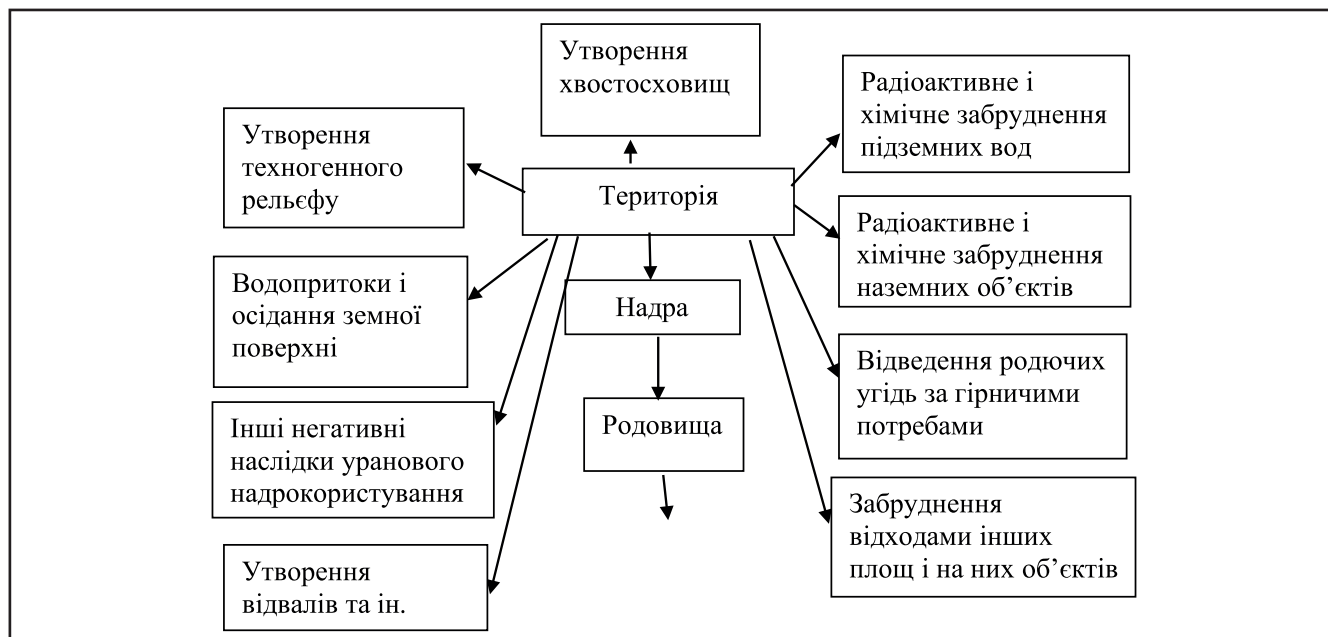 Утворення
хвостосховищ
Радіоактивне і
хімічне забруднення
підземних вод
Утворення
техногенного
рельєфу
Територія
Радіоактивне і
хімічне забруднення
наземних об’єктів
Водопритоки і
осідання земної
поверхні
Надра
Відведення родючих
угідь за гірничими
потребами
Інші негативні
наслідки уранового
надрокористування
Родовища
Забруднення
відходами інших
площ і на них об’єктів
Утворення
відвалів та ін.